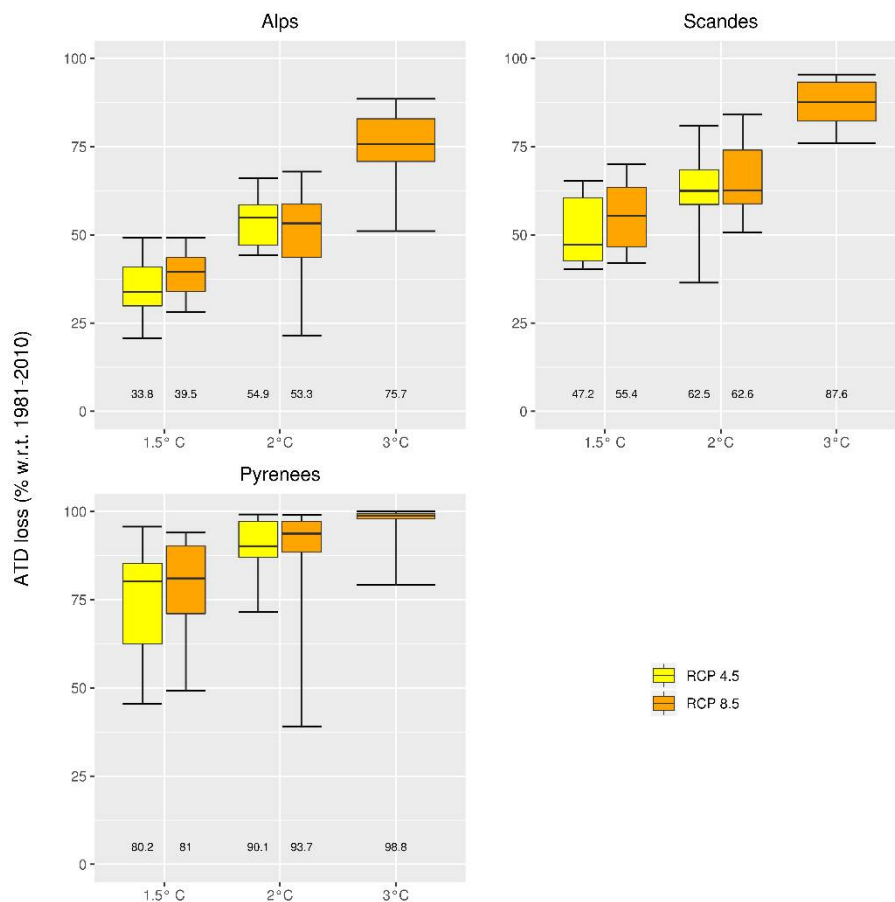 Alps
100
75
50
25
0
33.8 39.5 54.9 53.3 75.7
1.5° C 2°C 3°C
Scandes
100
75
50
25
0
47.2 55.4 62.5 62.6 87.6
1.5° C 2°C 3°C
ATD loss (% w.r.t. 1981-2010)
Pyrenees
100
75
50
25
0
80.2 81 90.1 93.7 98.8
1.5° C 2°C 3°C
RCP 4.5
RCP 8.5